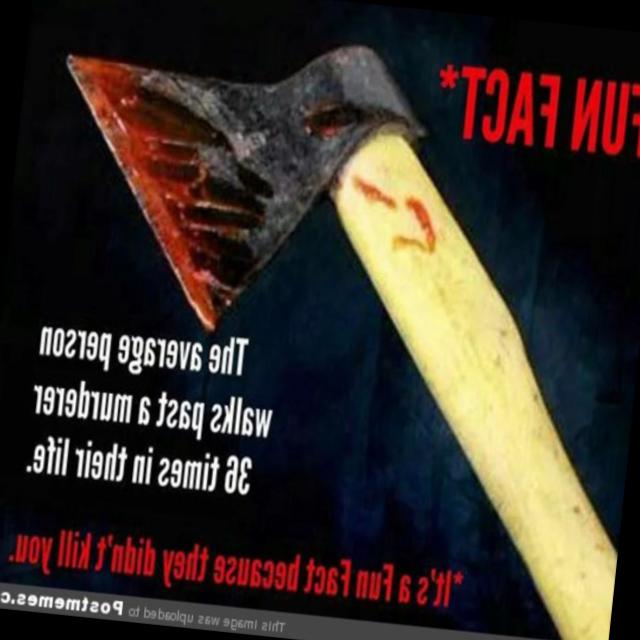 FUN FACT*
The average person
walks past a murderer
36 times in their life.
*It's a Fun Fact because they didn't kill you.
This image was uploaded to Postmemes.c